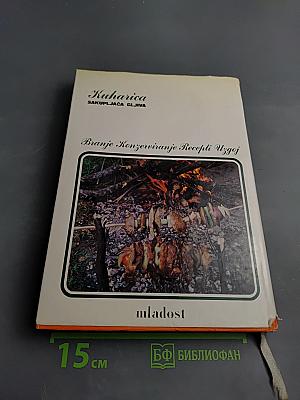 Kuharica
SAKUPLJAČA GLJIVA
Branje Konzerviranje Recepti Uzgoj
mladost
15 см
БФ БИБЛИОФАН